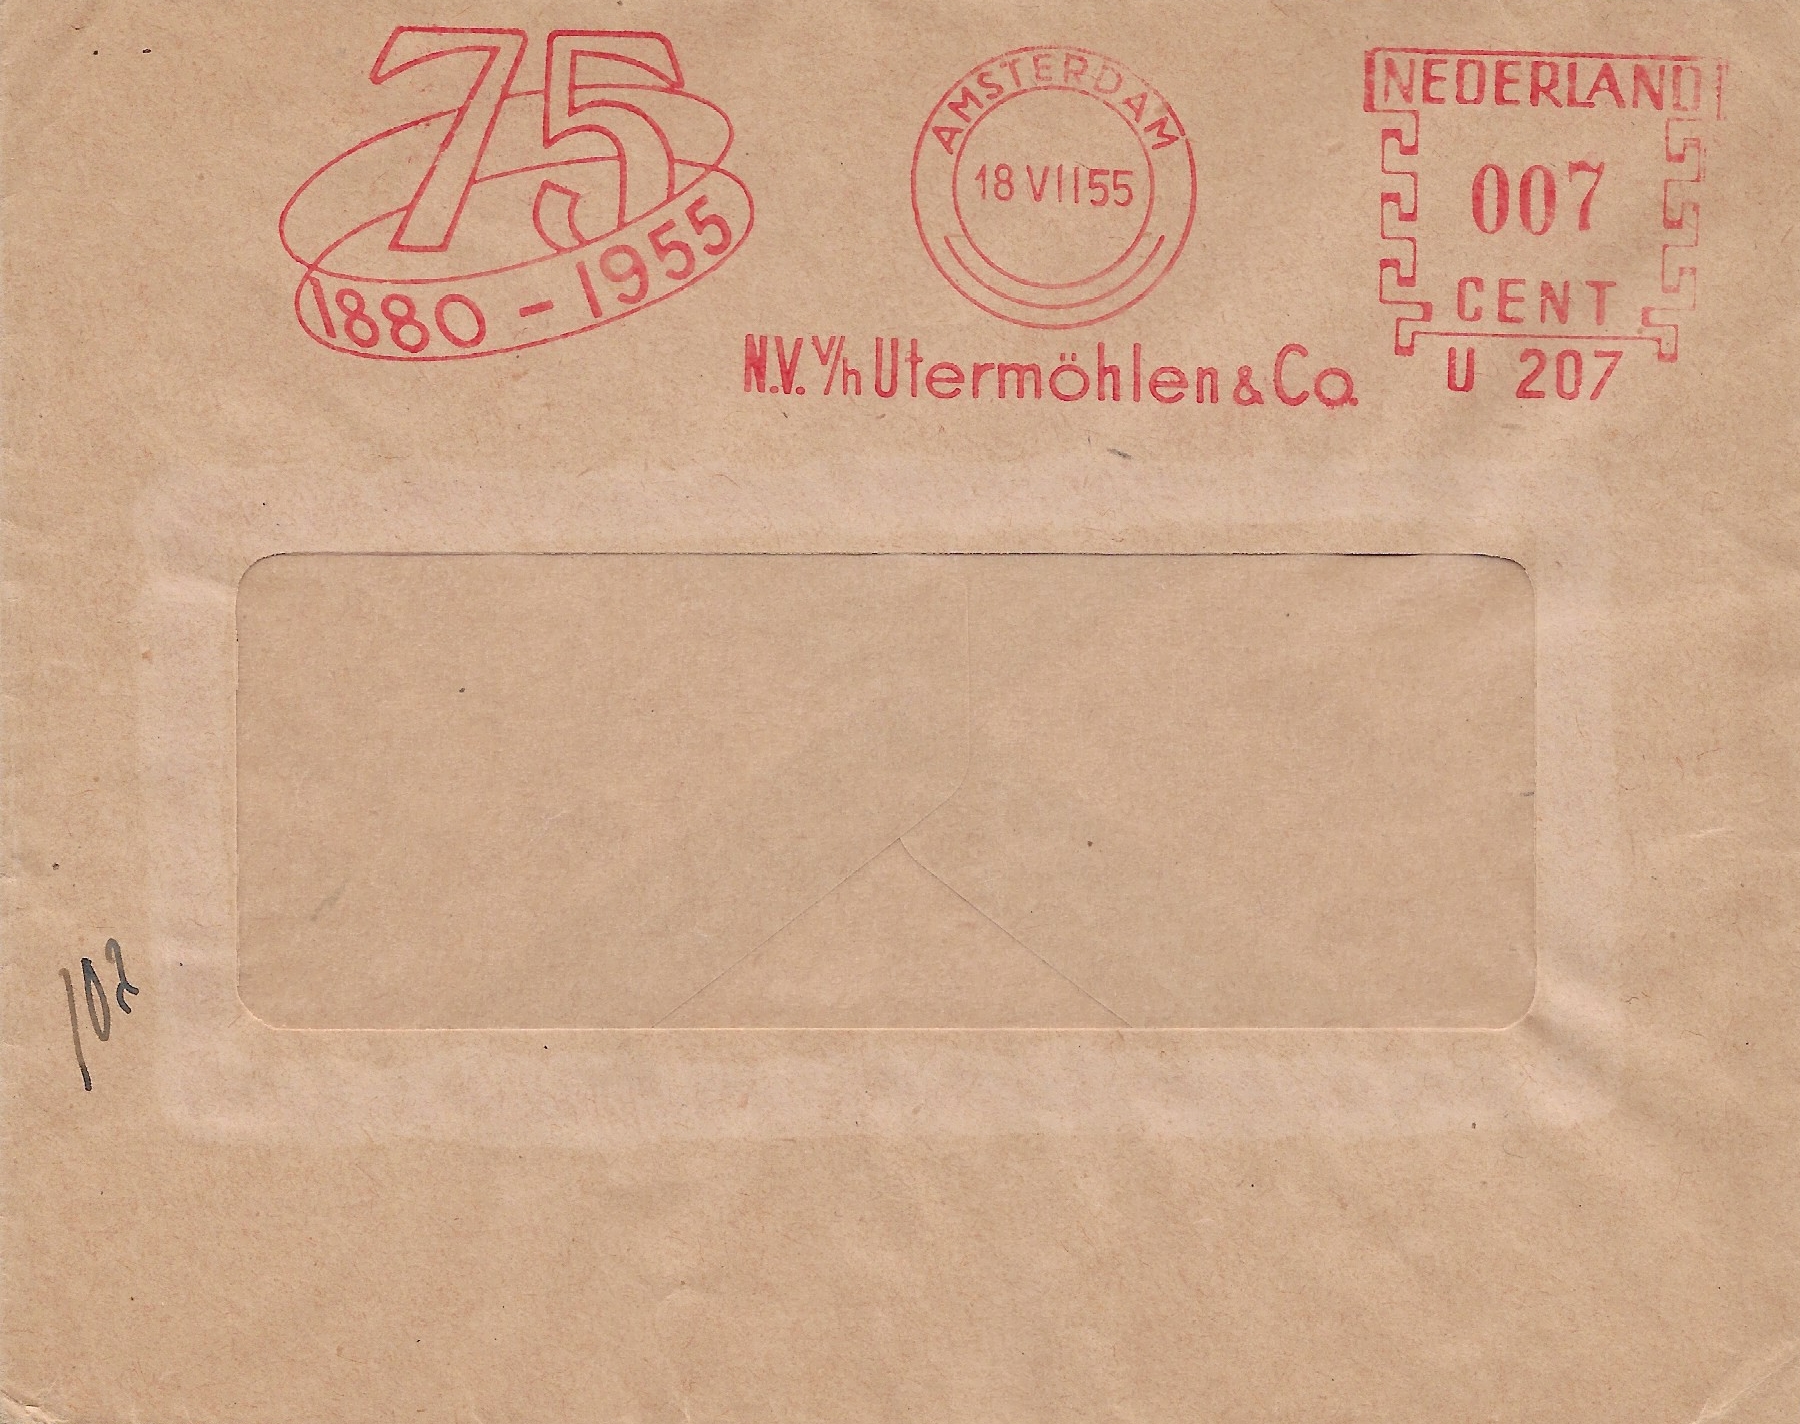 75
1880 - 1955
AMSTERDAM
18 VII 55
NEDERLAND
007
CENT
U 207
N.V. v/h Utermöhlen & Co.
102